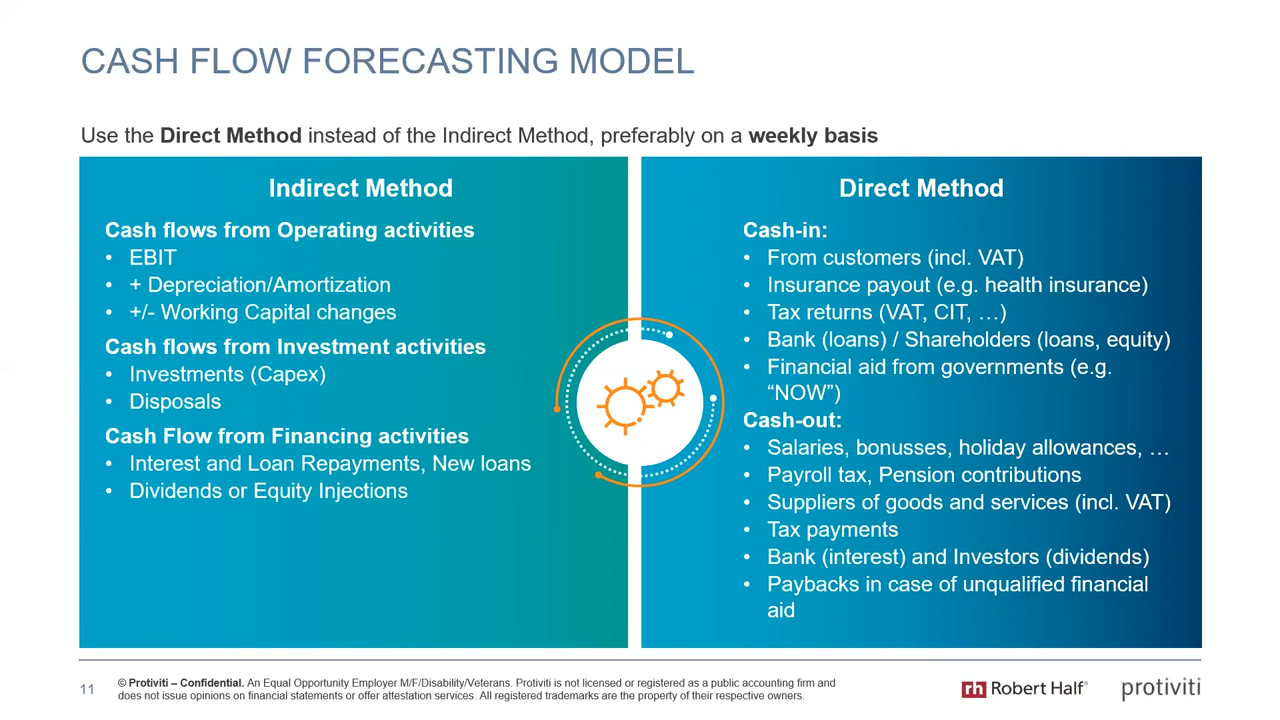 CASH FLOW FORECASTING MODEL
Use the Direct Method instead of the Indirect Method, preferably on a weekly basis
Indirect Method
Cash flows from Operating activities
• EBIT
• + Depreciation/Amortization
• +/- Working Capital changes
Cash flows from Investment activities
• Investments (Capex)
• Disposals
Cash Flow from Financing activities
• Interest and Loan Repayments, New loans
• Dividends or Equity Injections
Direct Method
Cash-in:
• From customers (incl. VAT)
• Insurance payout (e.g. health insurance)
• Tax returns (VAT, CIT, …)
• Bank (loans) / Shareholders (loans, equity)
• Financial aid from governments (e.g.
“NOW”)
Cash-out:
• Salaries, bonuses, holiday allowances, …
• Payroll tax, Pension contributions
• Suppliers of goods and services (incl. VAT)
• Tax payments
• Bank (interest) and Investors (dividends)
• Paybacks in case of unqualified financial
aid
11
© Protiviti – Confidential. An Equal Opportunity Employer M/F/Disability/Veterans. Protiviti is not licensed or registered as a public accounting firm and
does not issue opinions on financial statements or offer attestation services. All registered trademarks are the property of their respective owners.
rh Robert Half®
protiviti